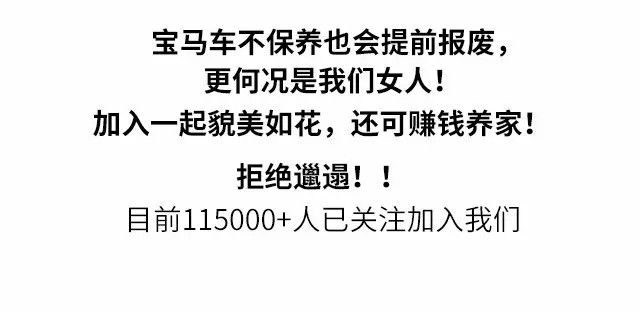 宝马车不保养也会提前报废，
更何况是我们女人！
加入一起貌美如花，还可赚钱养家！
拒绝邋遢！！
目前115000+人已关注加入我们